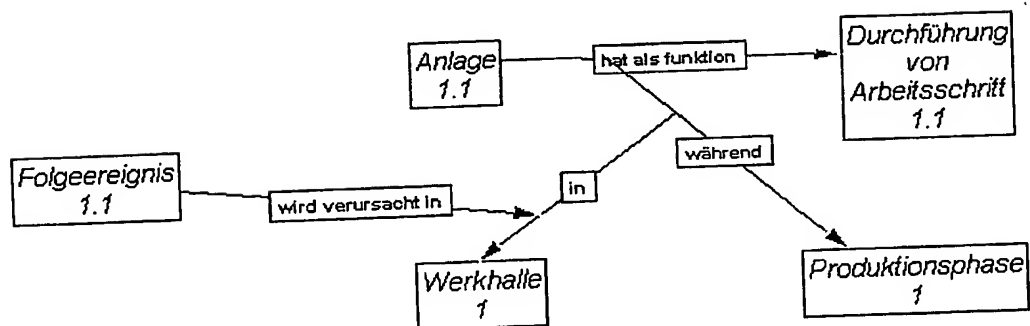 Anlage
1.1
hat als funktion
Durchführung
von
Arbeitsschritt
1.1
Folgeereignis
1.1
wird verursacht in
in
während
Werkhalle
1
Produktionsphase
1